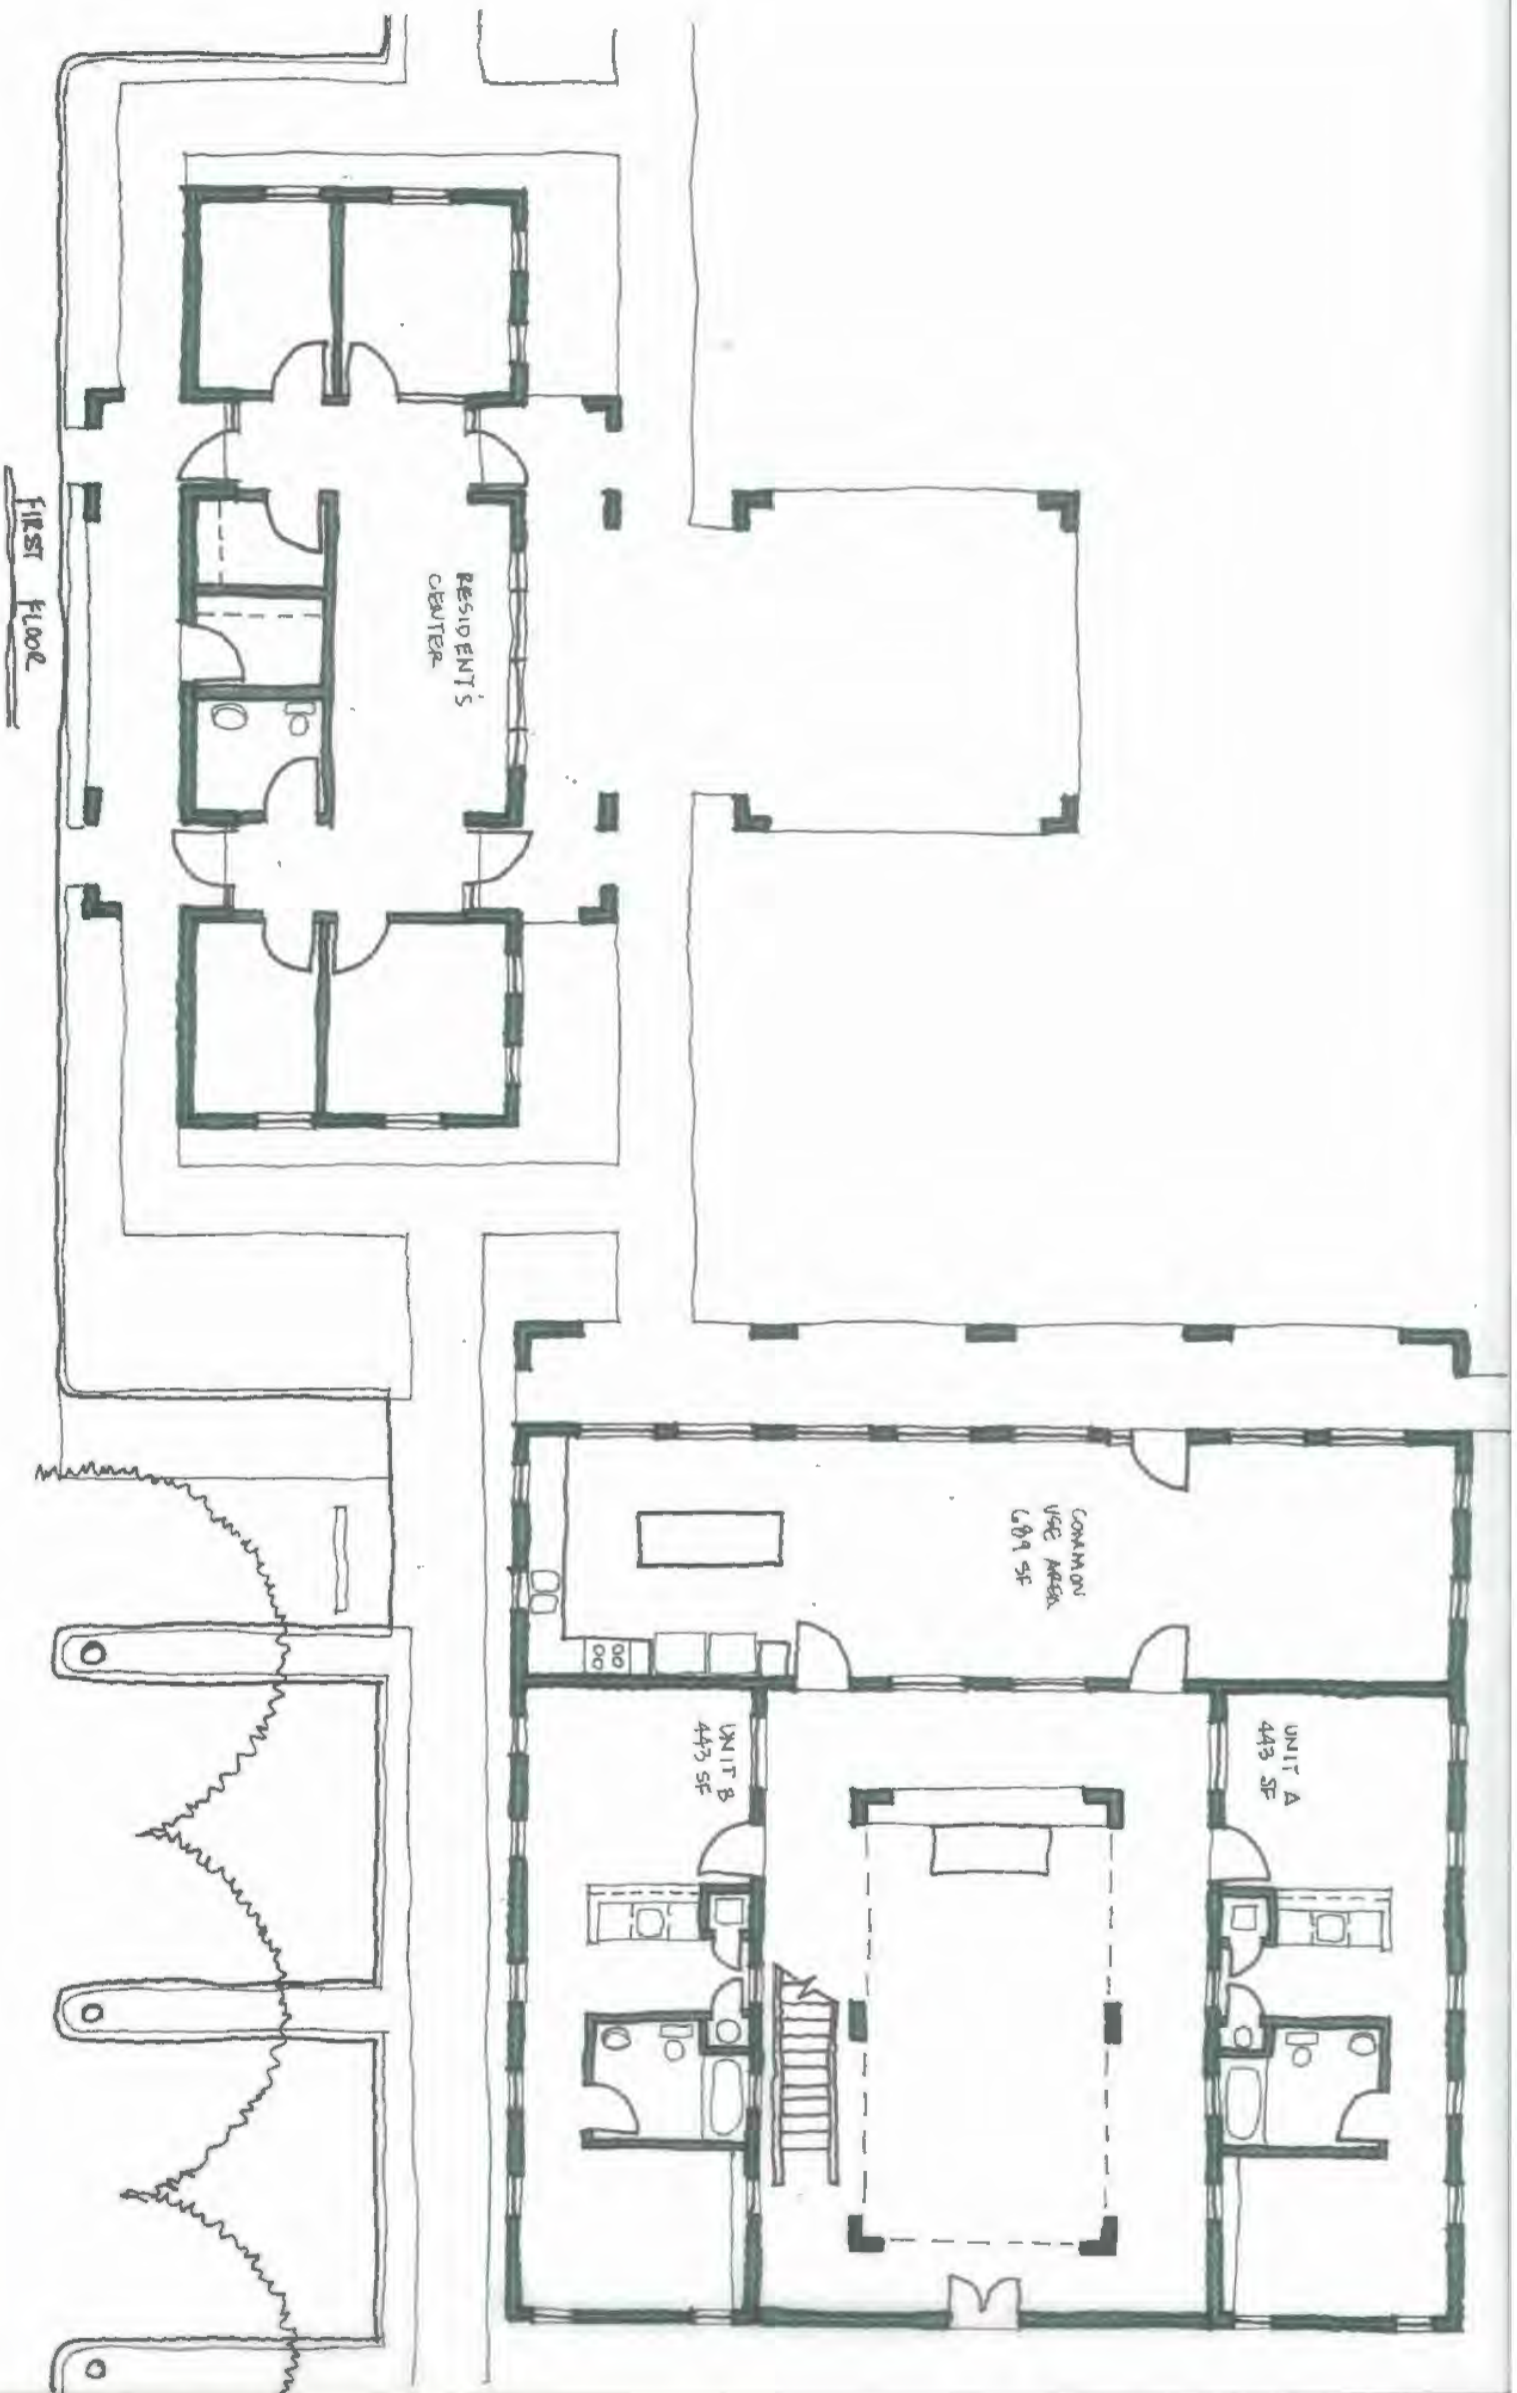 UNIT A
443 SF
COMMON
USE AREA
689 SF
UNIT B
443 SF
RESIDENT'S
CENTER
FIRST FLOOR